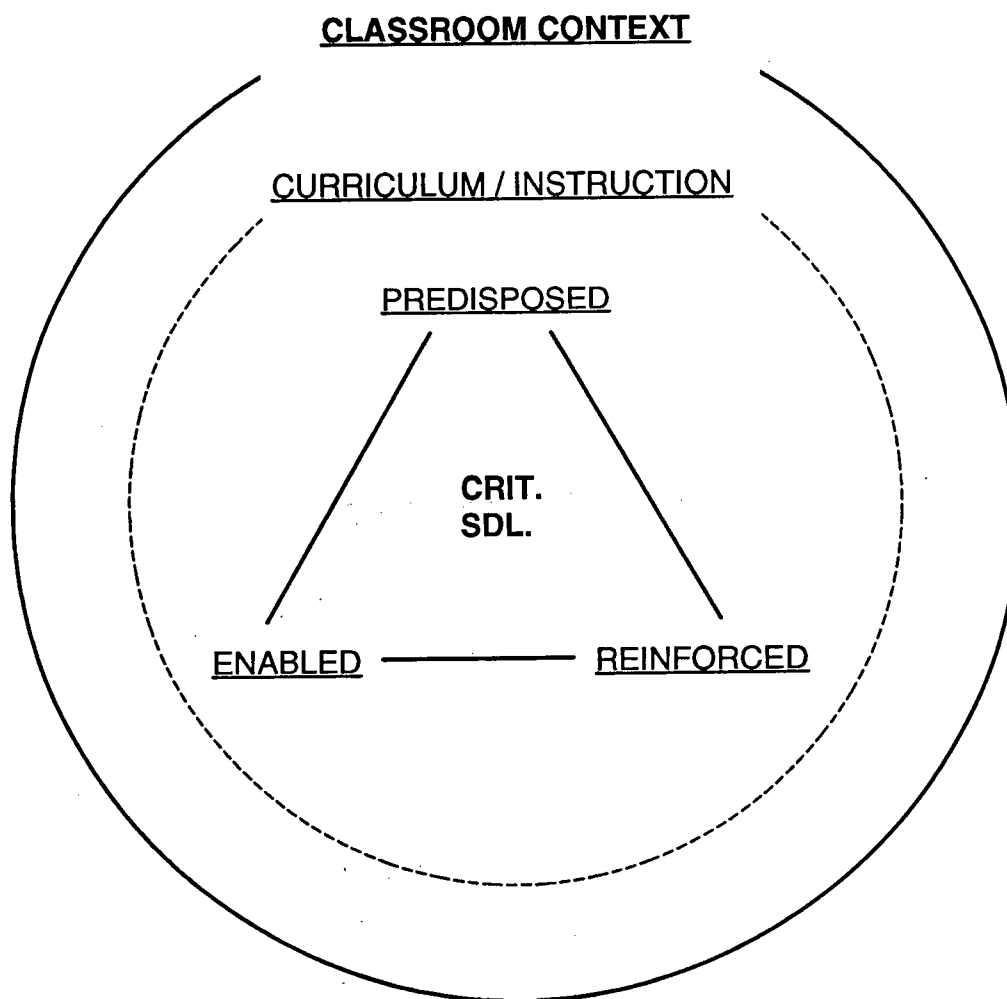 CLASSROOM CONTEXT
CURRICULUM / INSTRUCTION
PREDISPOSED
CRIT.
SDL.
ENABLED
REINFORCED